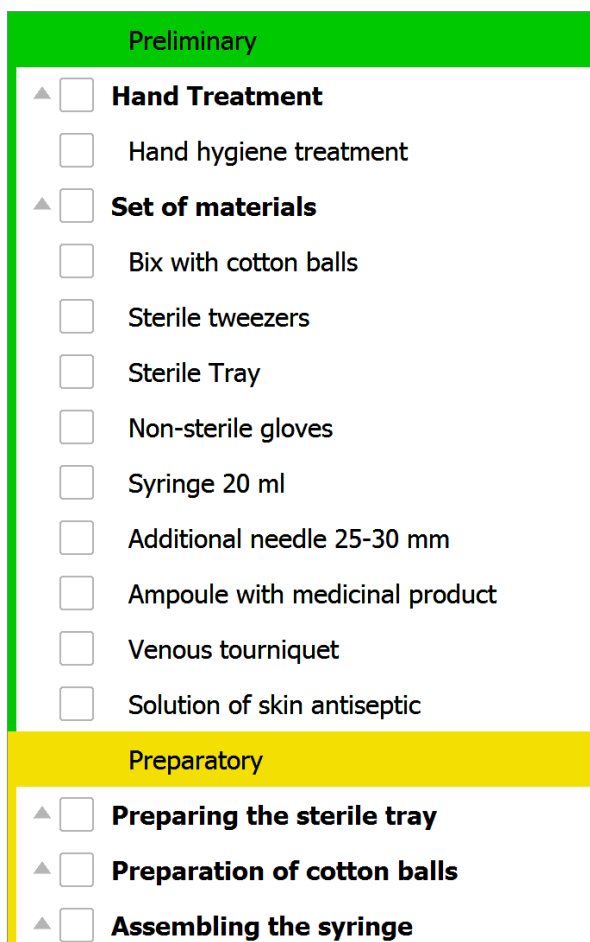 Preliminary
Hand Treatment
Hand hygiene treatment
Set of materials
Bix with cotton balls
Sterile tweezers
Sterile Tray
Non-sterile gloves
Syringe 20 ml
Additional needle 25-30 mm
Ampoule with medicinal product
Venous tourniquet
Solution of skin antiseptic
Preparatory
Preparing the sterile tray
Preparation of cotton balls
Assembling the syringe